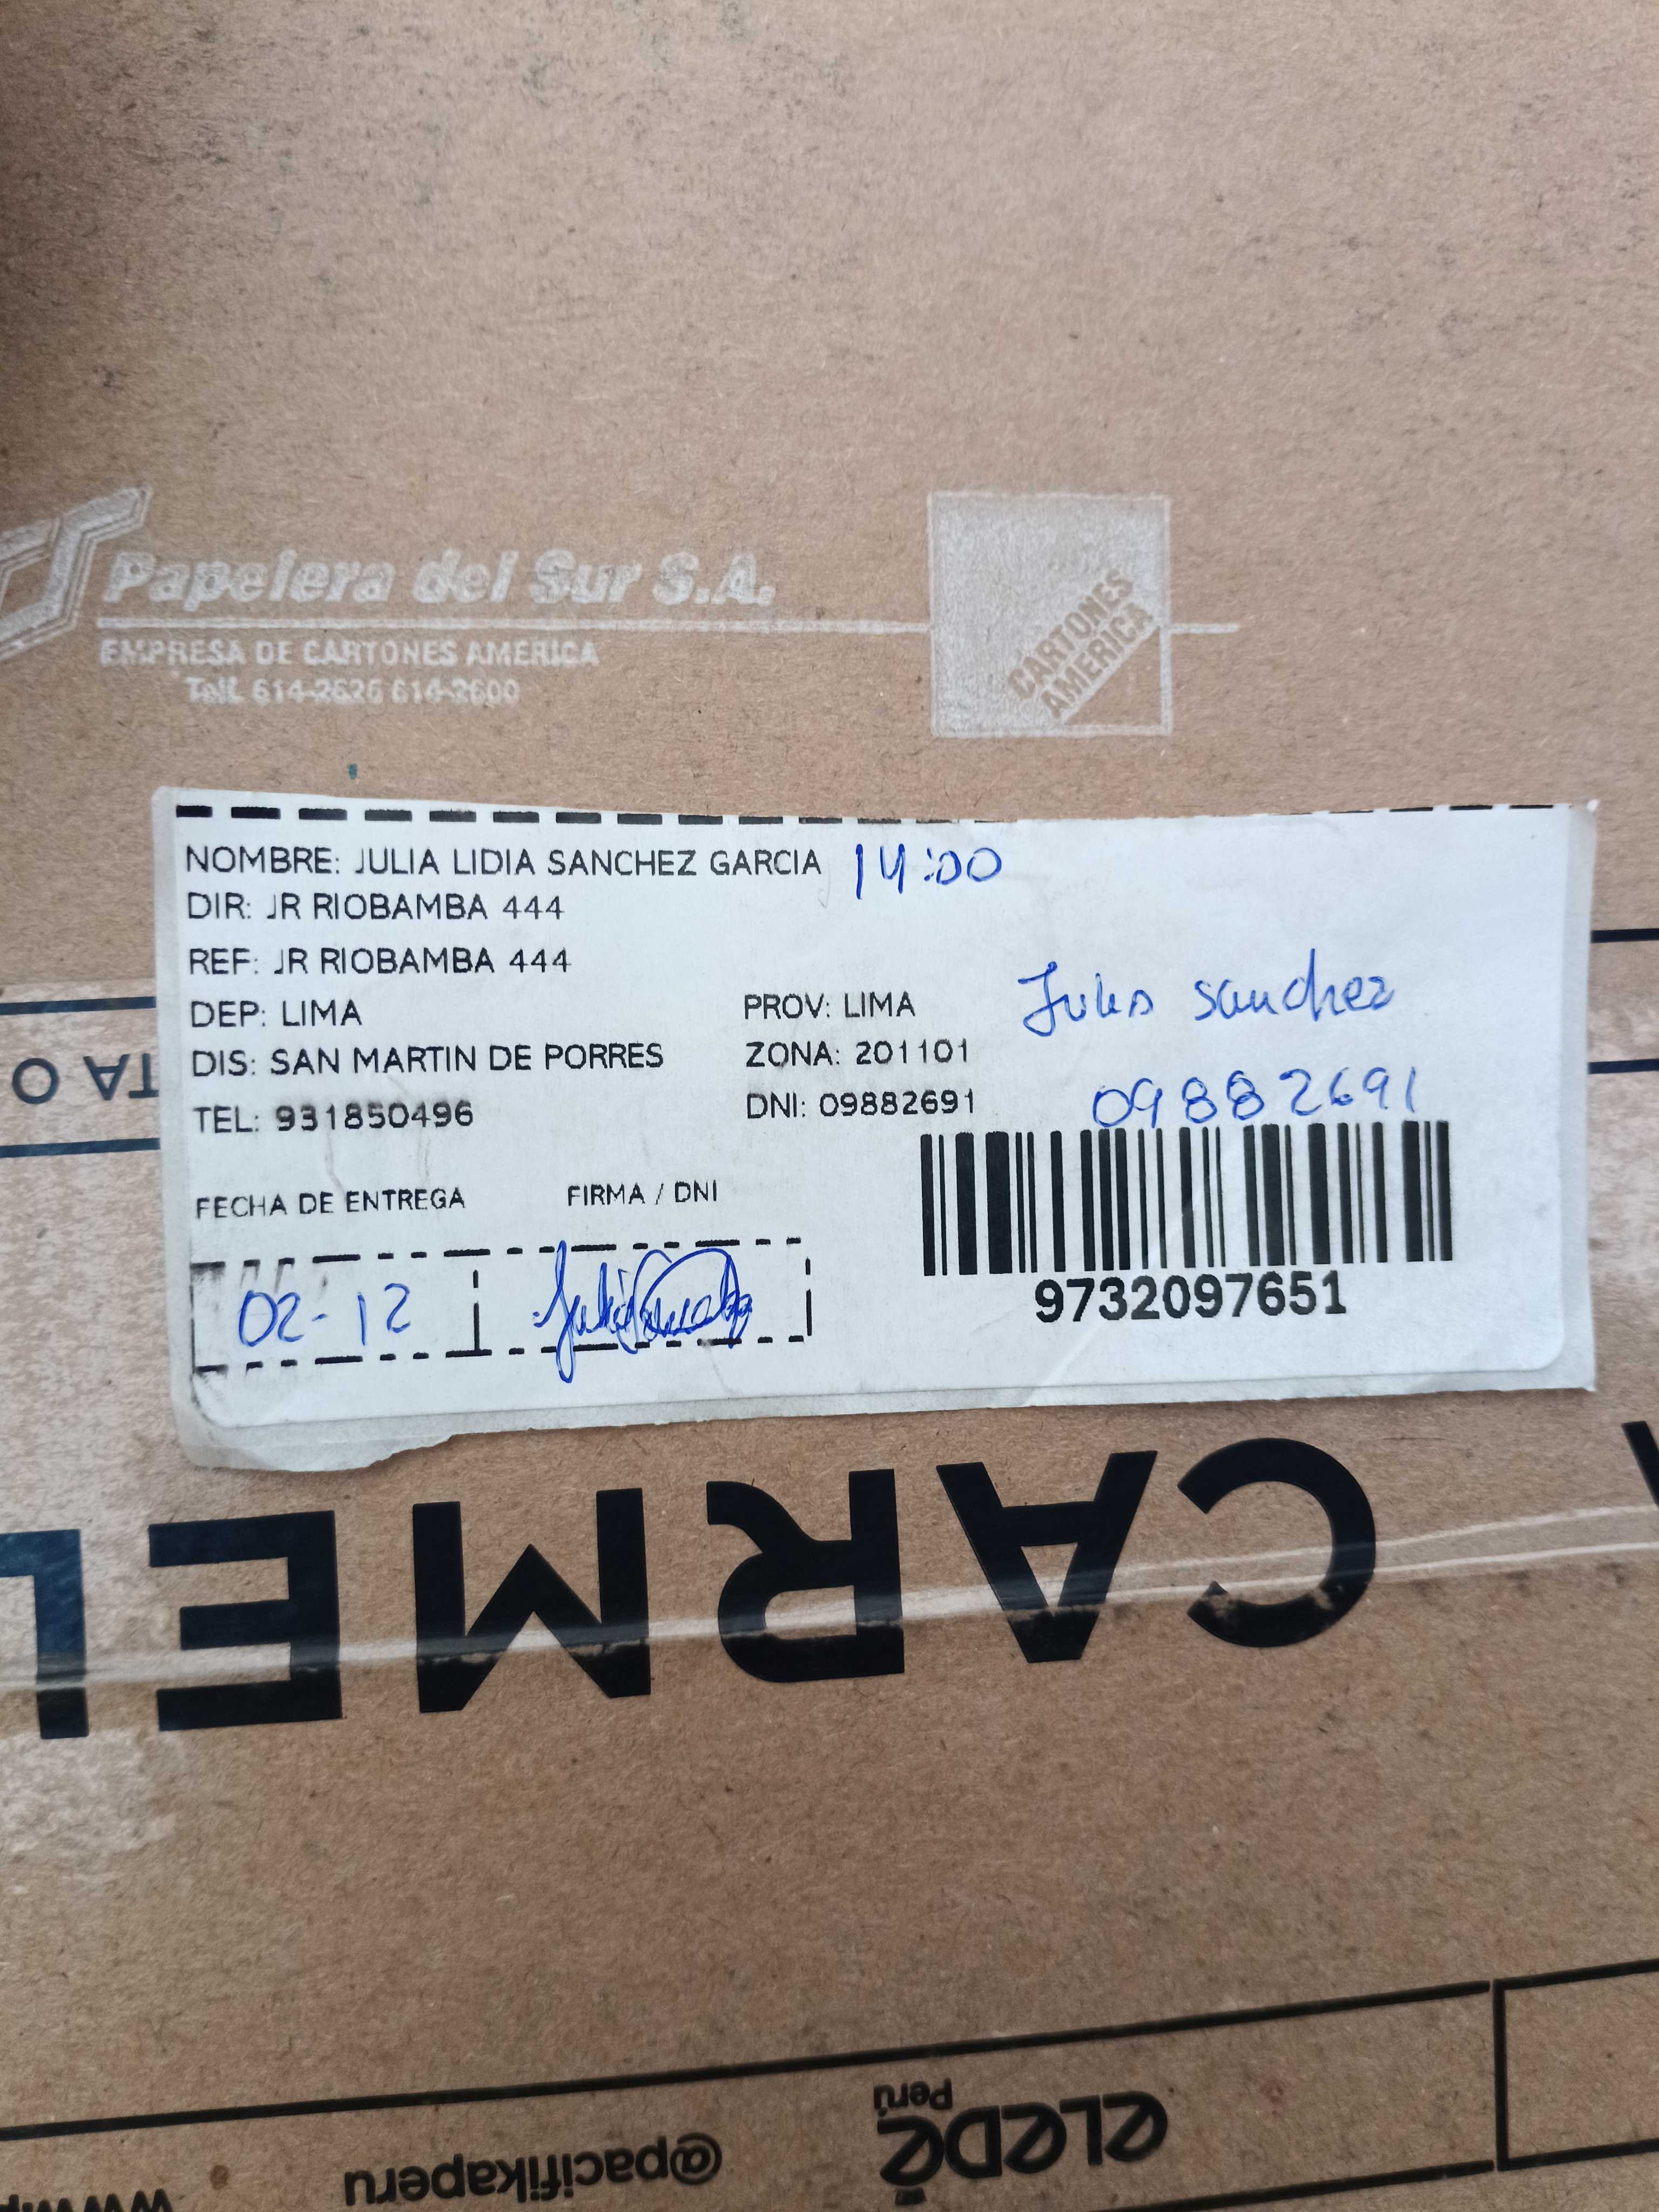 Papelera del Sur S.A.
EMPRESA DE CARTONES AMERICA
Telf. 614-2626 614-2600
CARTONES
AMERICA
NOMBRE: JULIA LIDIA SANCHEZ GARCIA 14:00
DIR: JR RIOBAMBA 444
REF: JR RIOBAMBA 444
DEP: LIMA PROV: LIMA
Julia Sanchez
DIS: SAN MARTIN DE PORRES ZONA: 201101
TEL: 931850496 DNI: 09882691
09882691
FECHA DE ENTREGA FIRMA / DNI
02-12
9732097651
CARMEL
eLeDé
Perú
@pacifikaperu